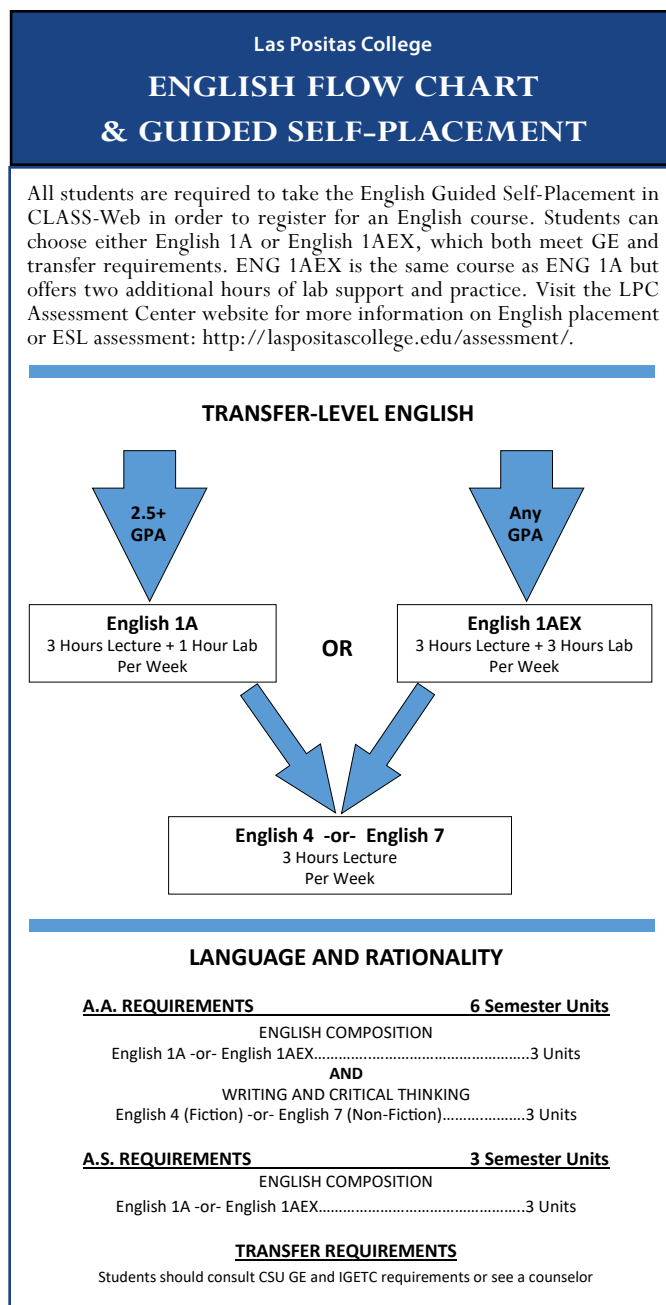 Las Positas College
ENGLISH FLOW CHART
& GUIDED SELF-PLACEMENT
All students are required to take the English Guided Self-Placement in
CLASS-Web in order to register for an English course. Students can
choose either English 1A or English 1AEX, which both meet GE and
transfer requirements. ENG 1AEX is the same course as ENG 1A but
offers two additional hours of lab support and practice. Visit the LPC
Assessment Center website for more information on English placement
or ESL assessment: http://laspositascollege.edu/assessment/.
TRANSFER-LEVEL ENGLISH
2.5+
GPA
Any
GPA
English 1A
3 Hours Lecture + 1 Hour Lab
Per Week
OR
English 1AEX
3 Hours Lecture + 3 Hours Lab
Per Week
English 4 -or- English 7
3 Hours Lecture
Per Week
LANGUAGE AND RATIONALITY
A.A. REQUIREMENTS 6 Semester Units
ENGLISH COMPOSITION
English 1A -or- English 1AEX……………………………………………..3 Units
AND
WRITING AND CRITICAL THINKING
English 4 (Fiction) -or- English 7 (Non-Fiction)…………………3 Units
A.S. REQUIREMENTS 3 Semester Units
ENGLISH COMPOSITION
English 1A -or- English 1AEX……………………………………………..3 Units
TRANSFER REQUIREMENTS
Students should consult CSU GE and IGETC requirements or see a counselor